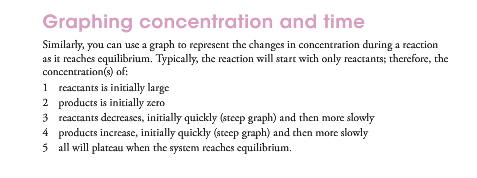 Graphing concentration and time
Similarly, you can use a graph to represent the changes in concentration during a reaction
as it reaches equilibrium. Typically, the reaction will start with only reactants; therefore, the
concentration(s) of:
1 reactants is initially large
2 products is initially zero
3 reactants decreases, initially quickly (steep graph) and then more slowly
4 products increase, initially quickly (steep graph) and then more slowly
5 all will plateau when the system reaches equilibrium.